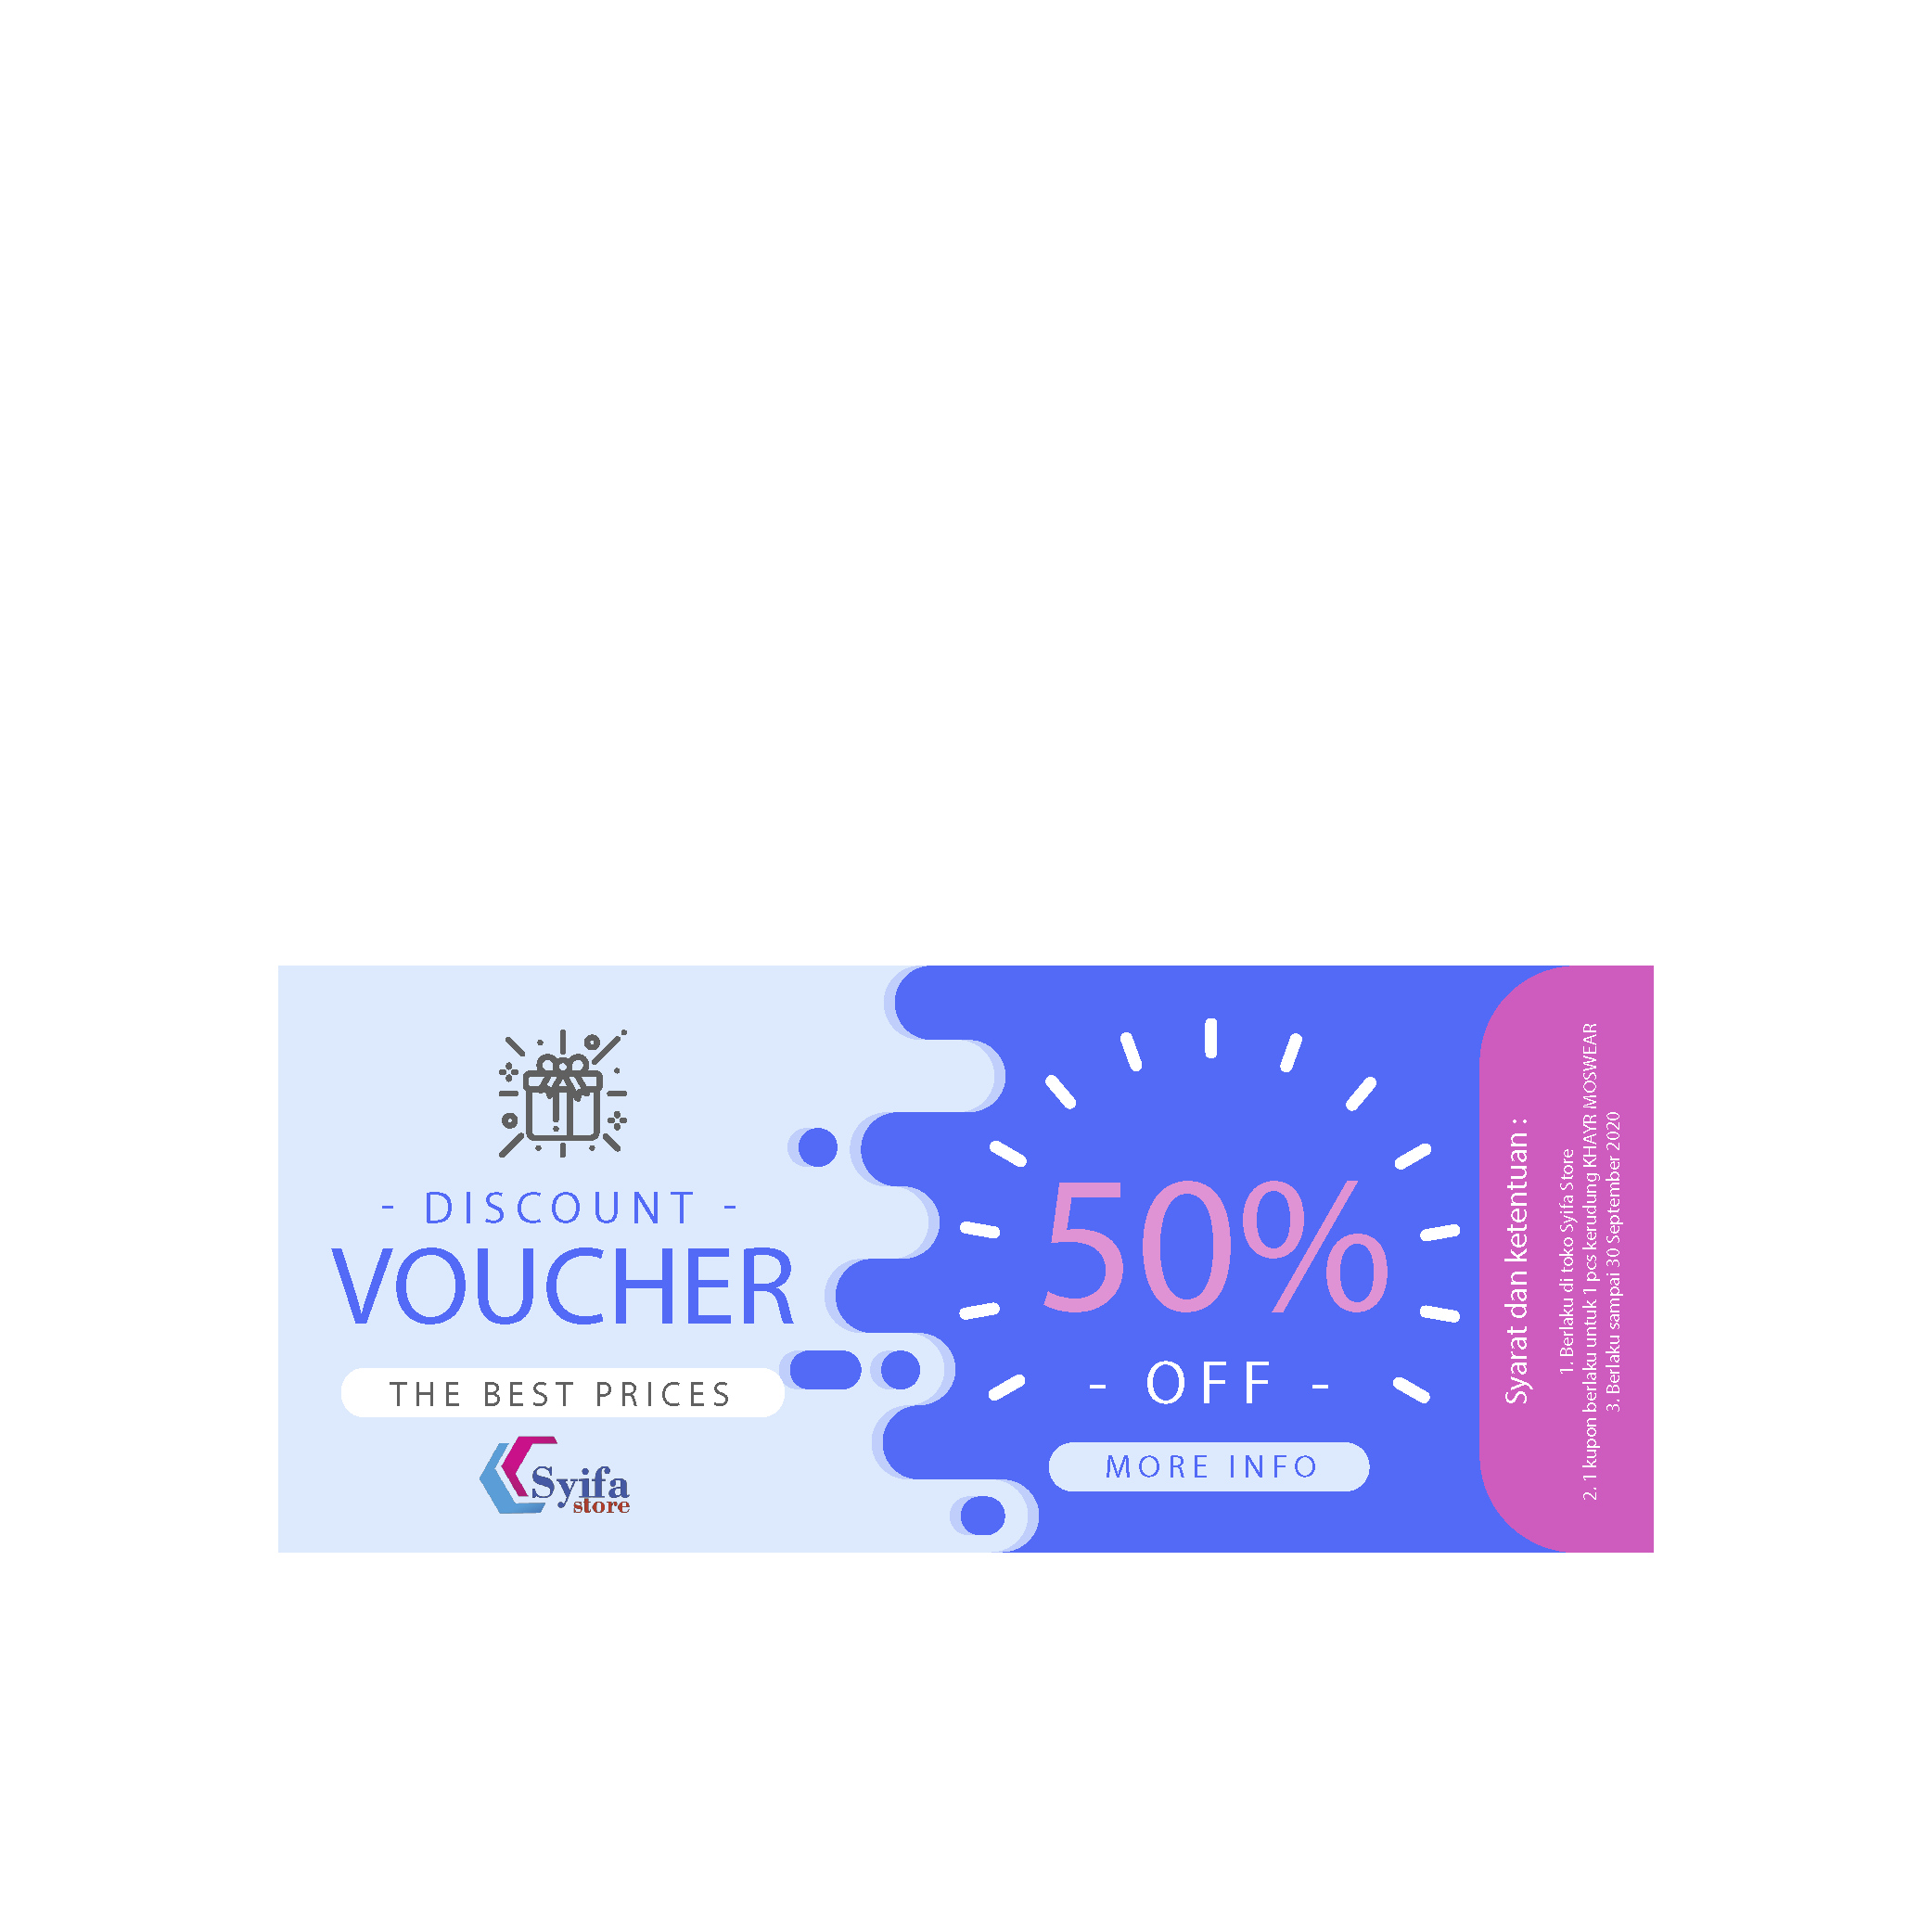 - DISCOUNT -
VOUCHER
THE BEST PRICES
Syifa
store
50%
- OFF -
MORE INFO
Syarat dan ketentuan :
1. Berlaku di toko Syifa Store
2. 1 kupon berlaku untuk 1 pcs kerudung KHAYR MOSWEAR
3. Berlaku sampai 30 September 2020